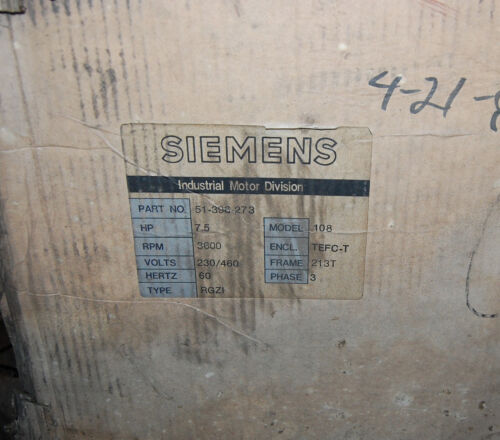 4-21-
SIEMENS
Industrial Motor Division
PART NO. 51-393-273
HP 7.5 MODEL 108
RPM 3600 ENCL. TEFC-T
VOLTS 230/460 FRAME 213T
HERTZ 60 PHASE 3
TYPE RGZI